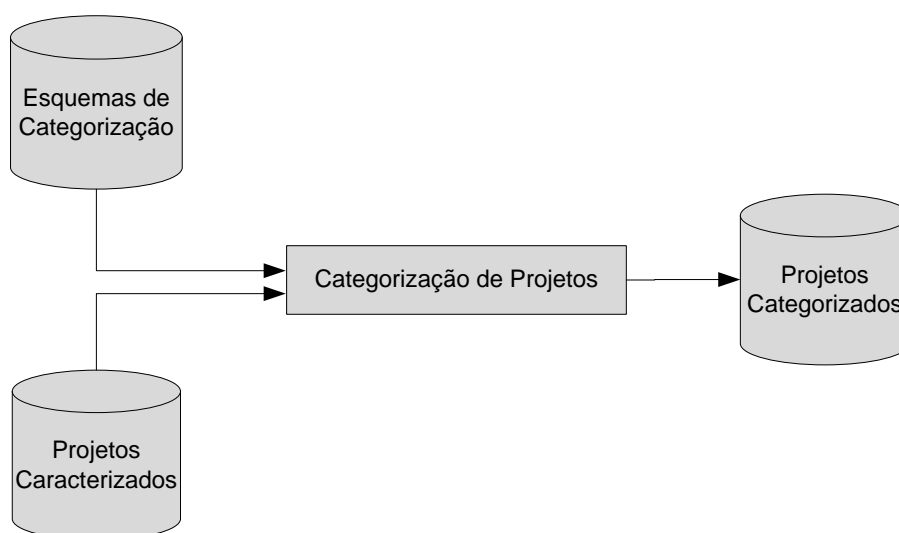 Esquemas de
Categorização
Categorização de Projetos
Projetos
Categorizados
Projetos
Caracterizados